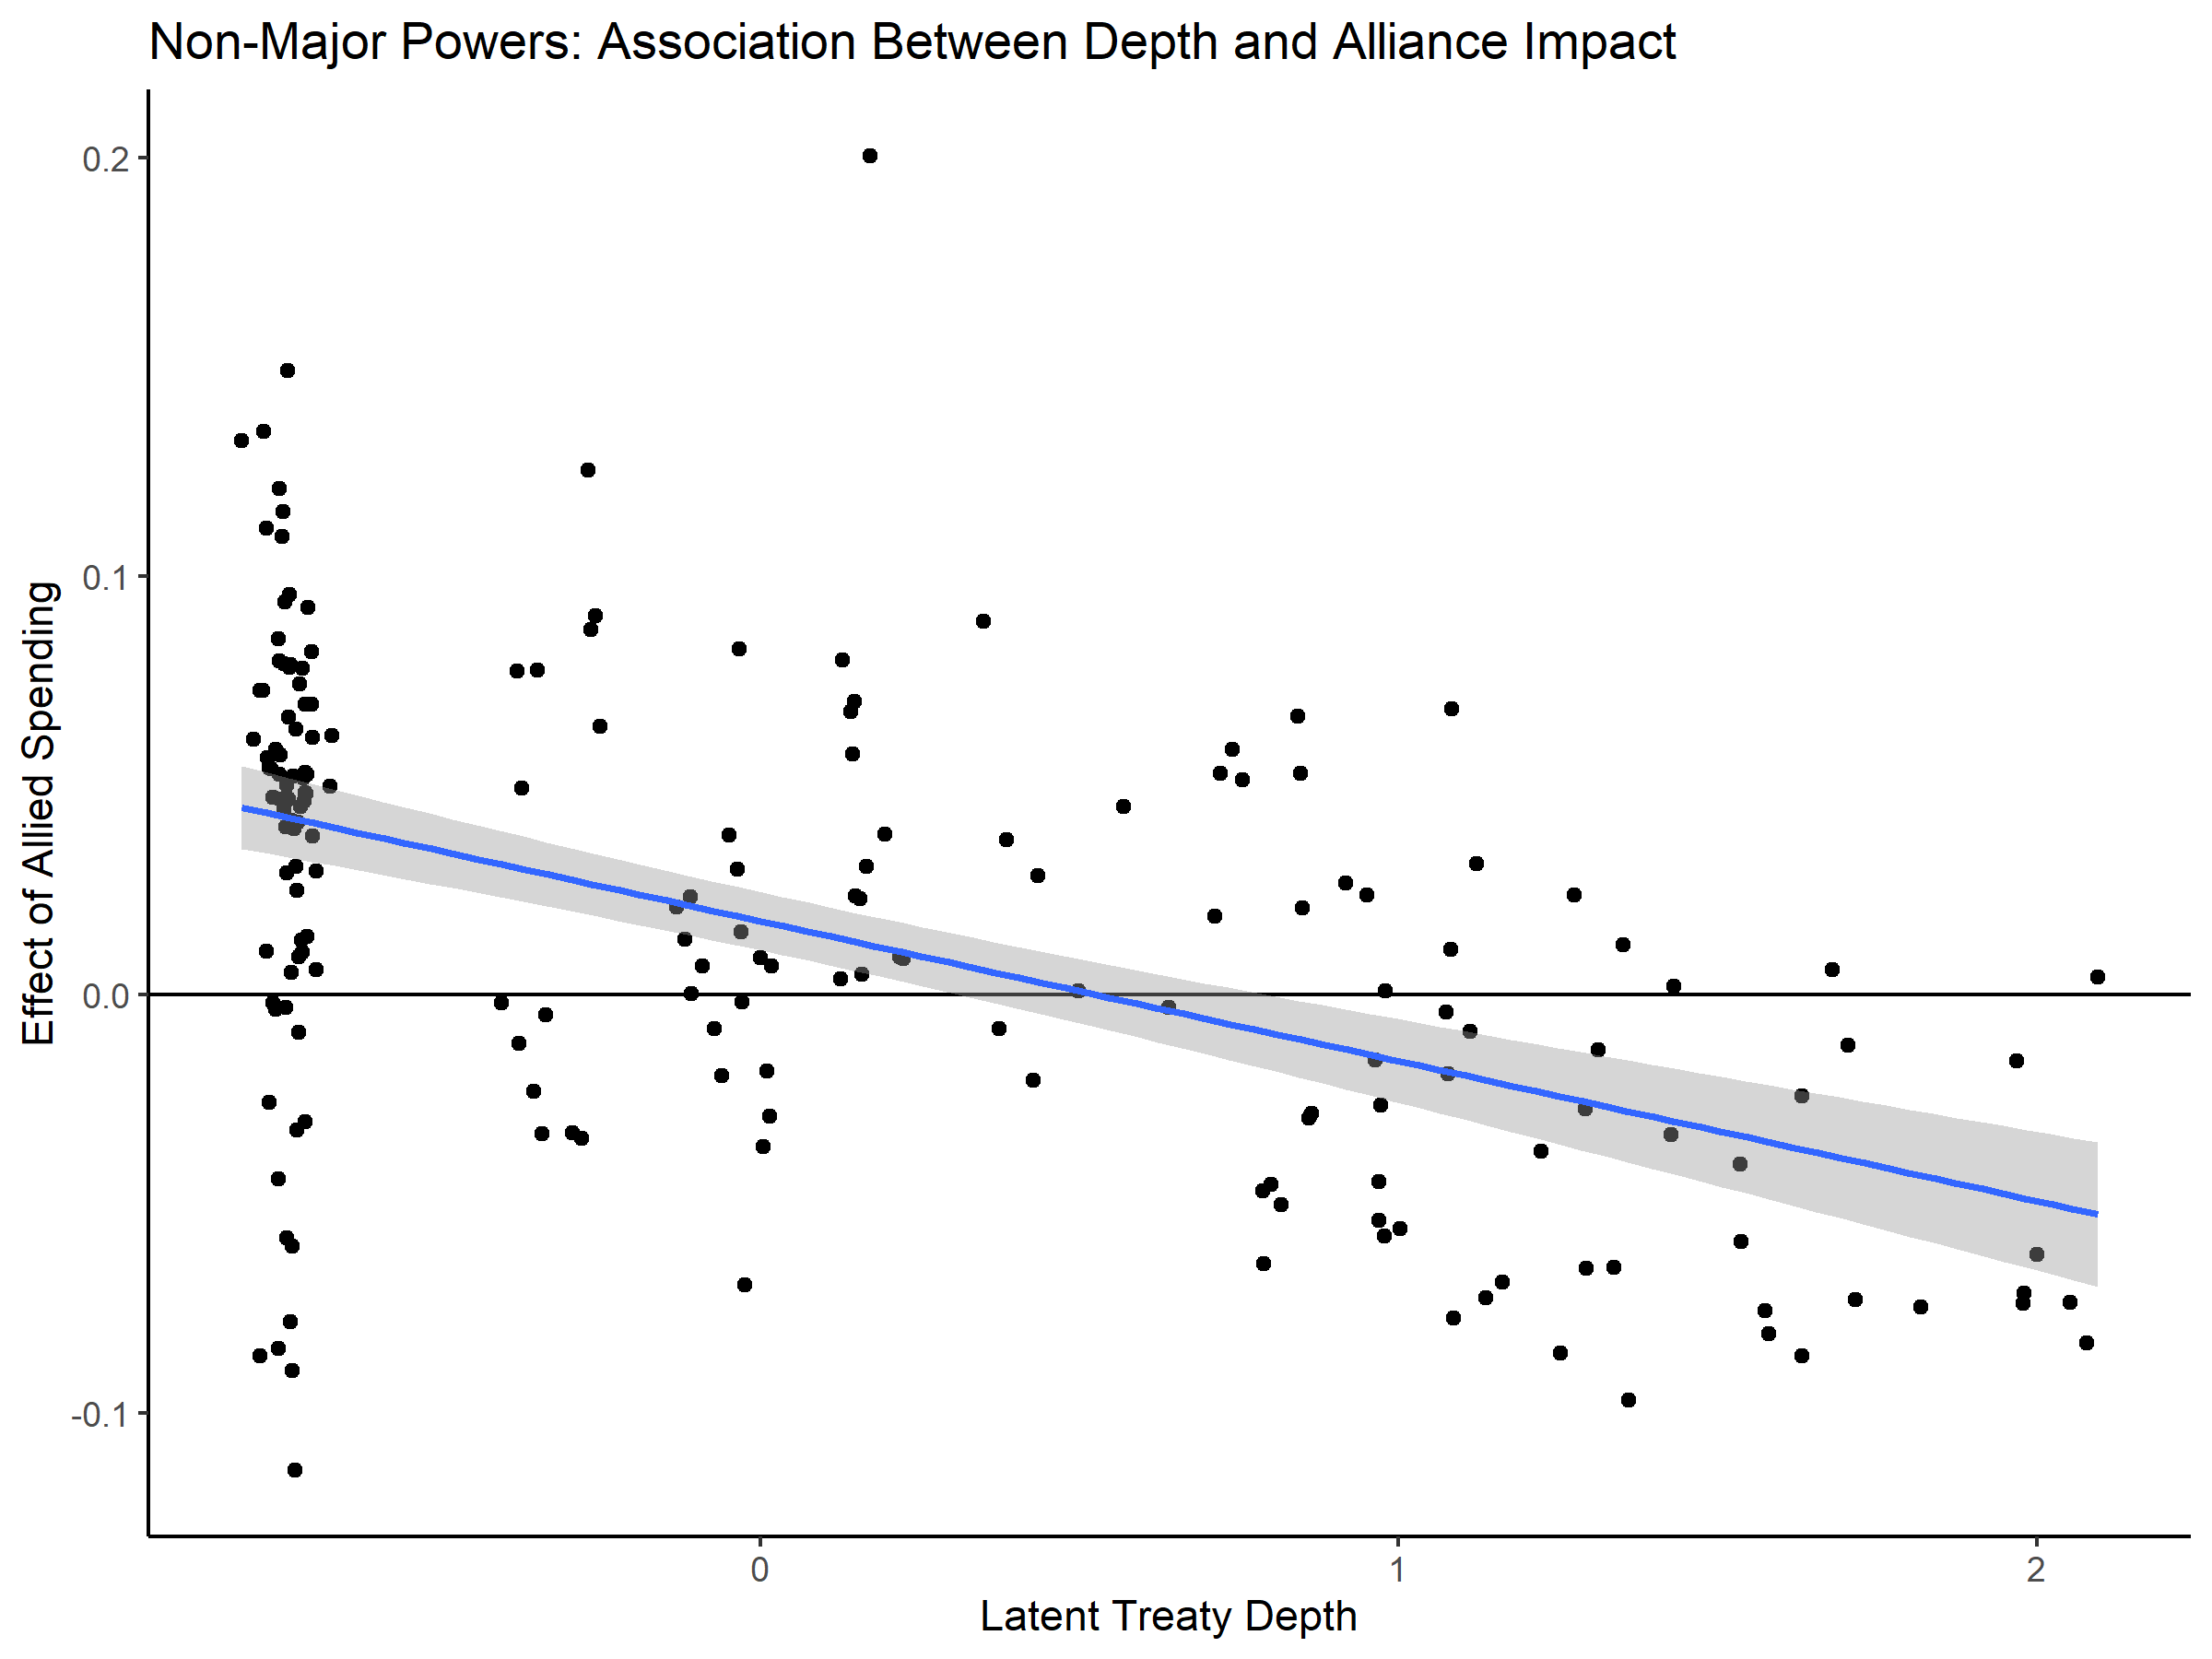 Non-Major Powers: Association Between Depth and Alliance Impact
Effect of Allied Spending
0.2
0.1
0.0
-0.1
0
1
2
Latent Treaty Depth